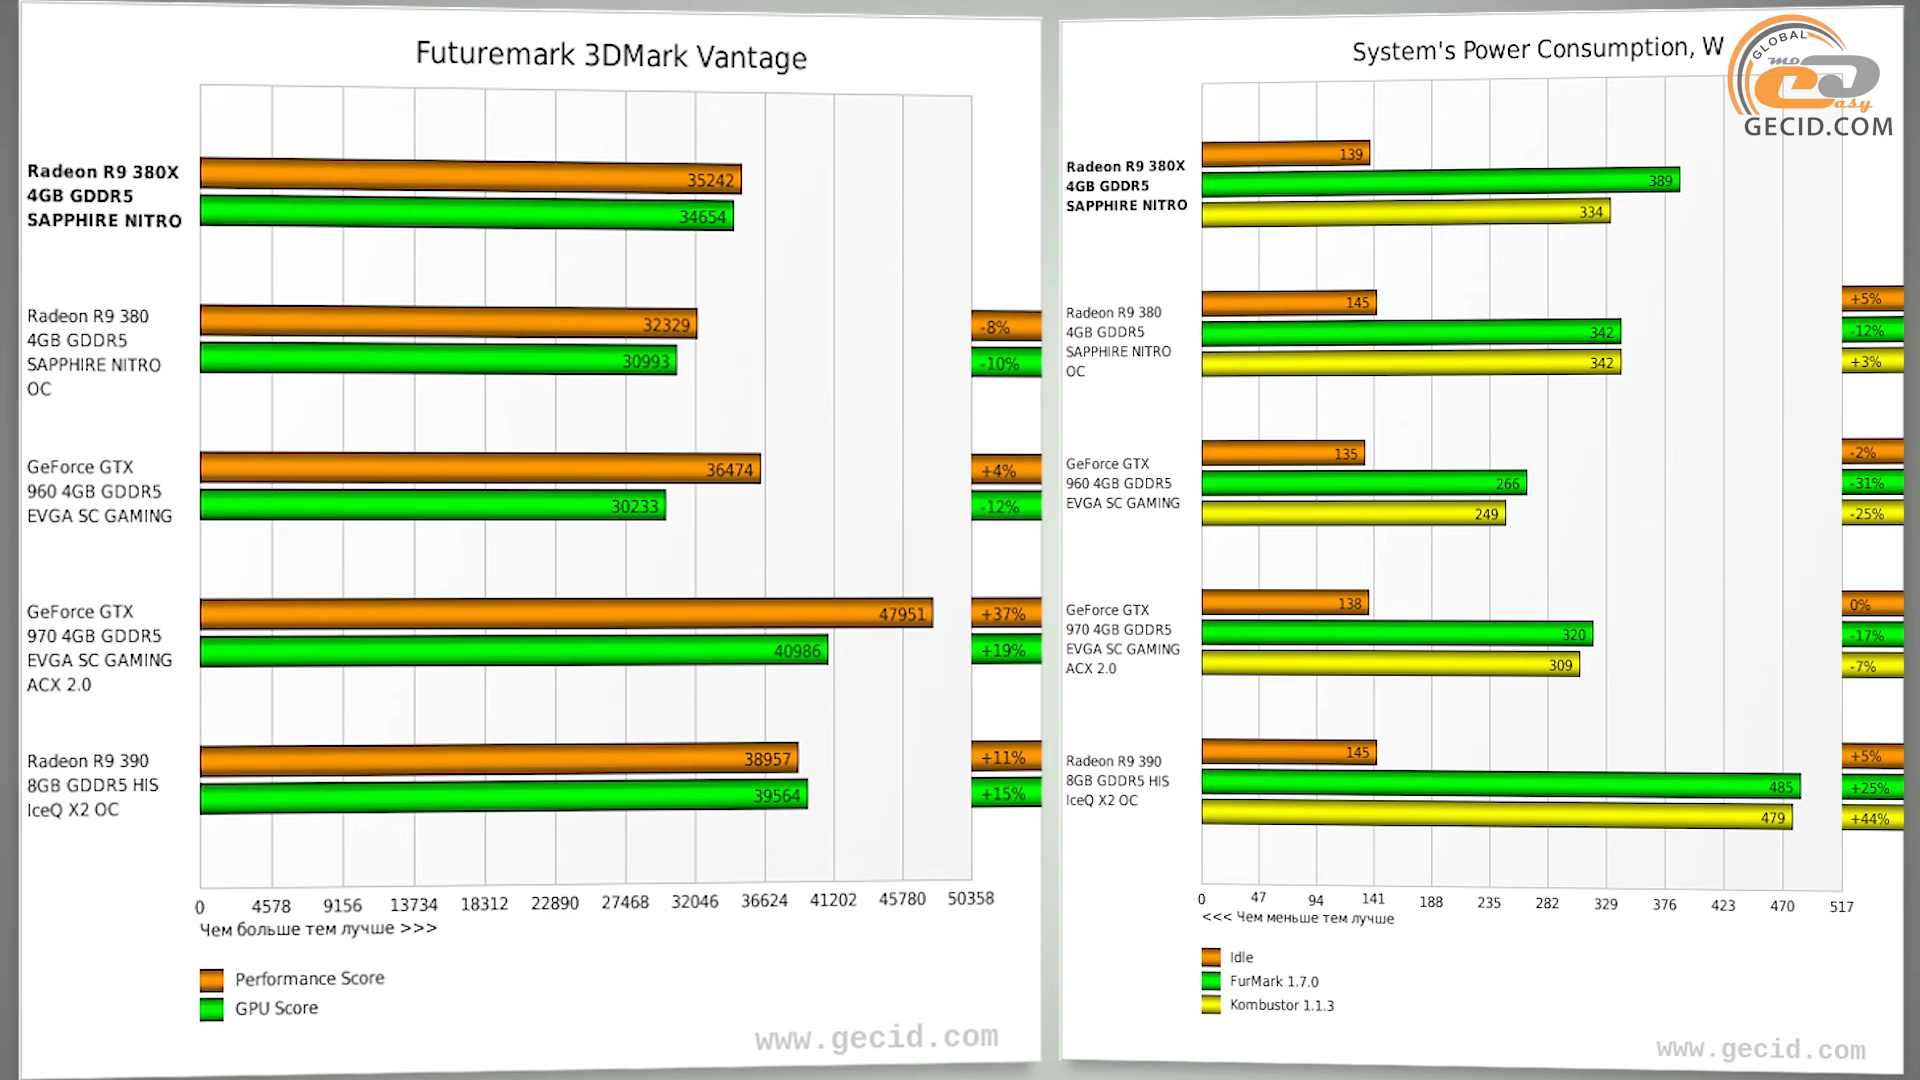 Futuremark 3DMark Vantage
Radeon R9 380X
4GB GDDR5
SAPPHIRE NITRO
35242
34654
Radeon R9 380
4GB GDDR5
SAPPHIRE NITRO
OC
32329
30993
-8%
-10%
GeForce GTX
960 4GB GDDR5
EVGA SC GAMING
36474
30233
+4%
-12%
GeForce GTX
970 4GB GDDR5
EVGA SC GAMING
ACX 2.0
47951
40986
+37%
+19%
Radeon R9 390
8GB GDDR5 HIS
IceQ X2 OC
38957
39564
+11%
+15%
0 4578 9156 13734 18312 22890 27468 32046 36624 41202 45780 50358
Чем больше тем лучше >>>
Performance Score
GPU Score
www.gecid.com
System's Power Consumption, W
GLOBAL
mo
easy
GECID.COM
Radeon R9 380X
4GB GDDR5
SAPPHIRE NITRO
139
389
334
Radeon R9 380
4GB GDDR5
SAPPHIRE NITRO
OC
145
342
342
+5%
-12%
+3%
GeForce GTX
960 4GB GDDR5
EVGA SC GAMING
135
266
249
-2%
-31%
-25%
GeForce GTX
970 4GB GDDR5
EVGA SC GAMING
ACX 2.0
138
320
309
0%
-17%
-7%
Radeon R9 390
8GB GDDR5 HIS
IceQ X2 OC
145
485
479
+5%
+25%
+44%
0 47 94 141 188 235 282 329 376 423 470 517
<<< Чем меньше тем лучше
Idle
FurMark 1.7.0
Kombustor 1.1.3
www.gecid.com